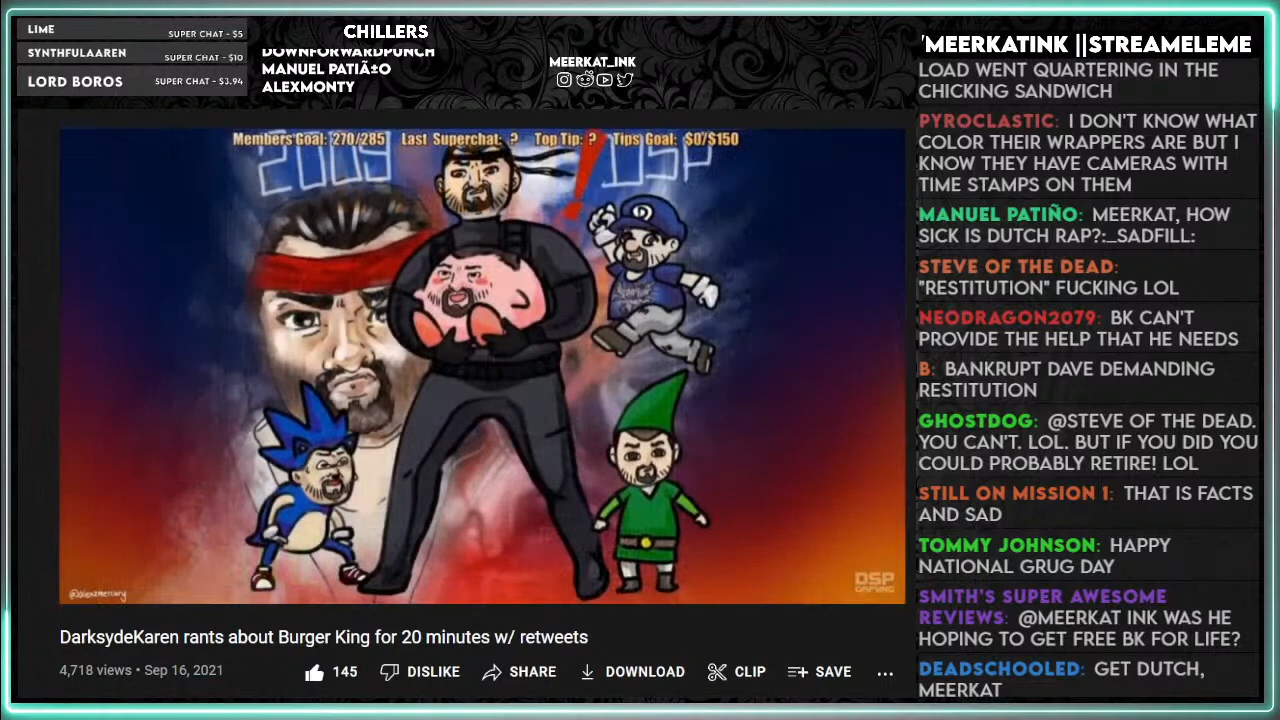 LIME
SUPER CHAT - $5
SYNTHFULAAREN
SUPER CHAT - $10
LORD BOROS
SUPER CHAT - $3.94
CHILLERS
DOWNFORWARDPUNCH
MANUEL PATIÃ±O
ALEXMONTY
MEERKAT_INK
'MEERKATINK ||STREAMELEME
LOAD WENT QUARTERING IN THE
CHICKING SANDWICH
PYROCLASTIC: I DON'T KNOW WHAT
COLOR THEIR WRAPPERS ARE BUT I
KNOW THEY HAVE CAMERAS WITH
TIME STAMPS ON THEM
MANUEL PATIÑO: MEERKAT, HOW
SICK IS DUTCH RAP?:_SADFILL:
STEVE OF THE DEAD:
"RESTITUTION" FUCKING LOL
NEODRAGON2079: BK CAN'T
PROVIDE THE HELP THAT HE NEEDS
B: BANKRUPT DAVE DEMANDING
RESTITUTION
GHOSTDOG: @STEVE OF THE DEAD.
YOU CAN'T. LOL. BUT IF YOU DID YOU
COULD PROBABLY RETIRE! LOL
STILL ON MISSION 1: THAT IS FACTS
AND SAD
TOMMY JOHNSON: HAPPY
NATIONAL GRUG DAY
SMITH'S SUPER AWESOME
REVIEWS: @MEERKAT INK WAS HE
HOPING TO GET FREE BK FOR LIFE?
DEADSCHOOLED: GET DUTCH,
MEERKAT
Members Goal: 270/285 Last Superchat: ? Top Tip: ? Tips Goal: $0/$150
2009 DSP
D
@alexzmercury
DSP
GAMING
DarksydeKaren rants about Burger King for 20 minutes w/ retweets
4,718 views • Sep 16, 2021
145 DISLIKE SHARE DOWNLOAD CLIP SAVE ...